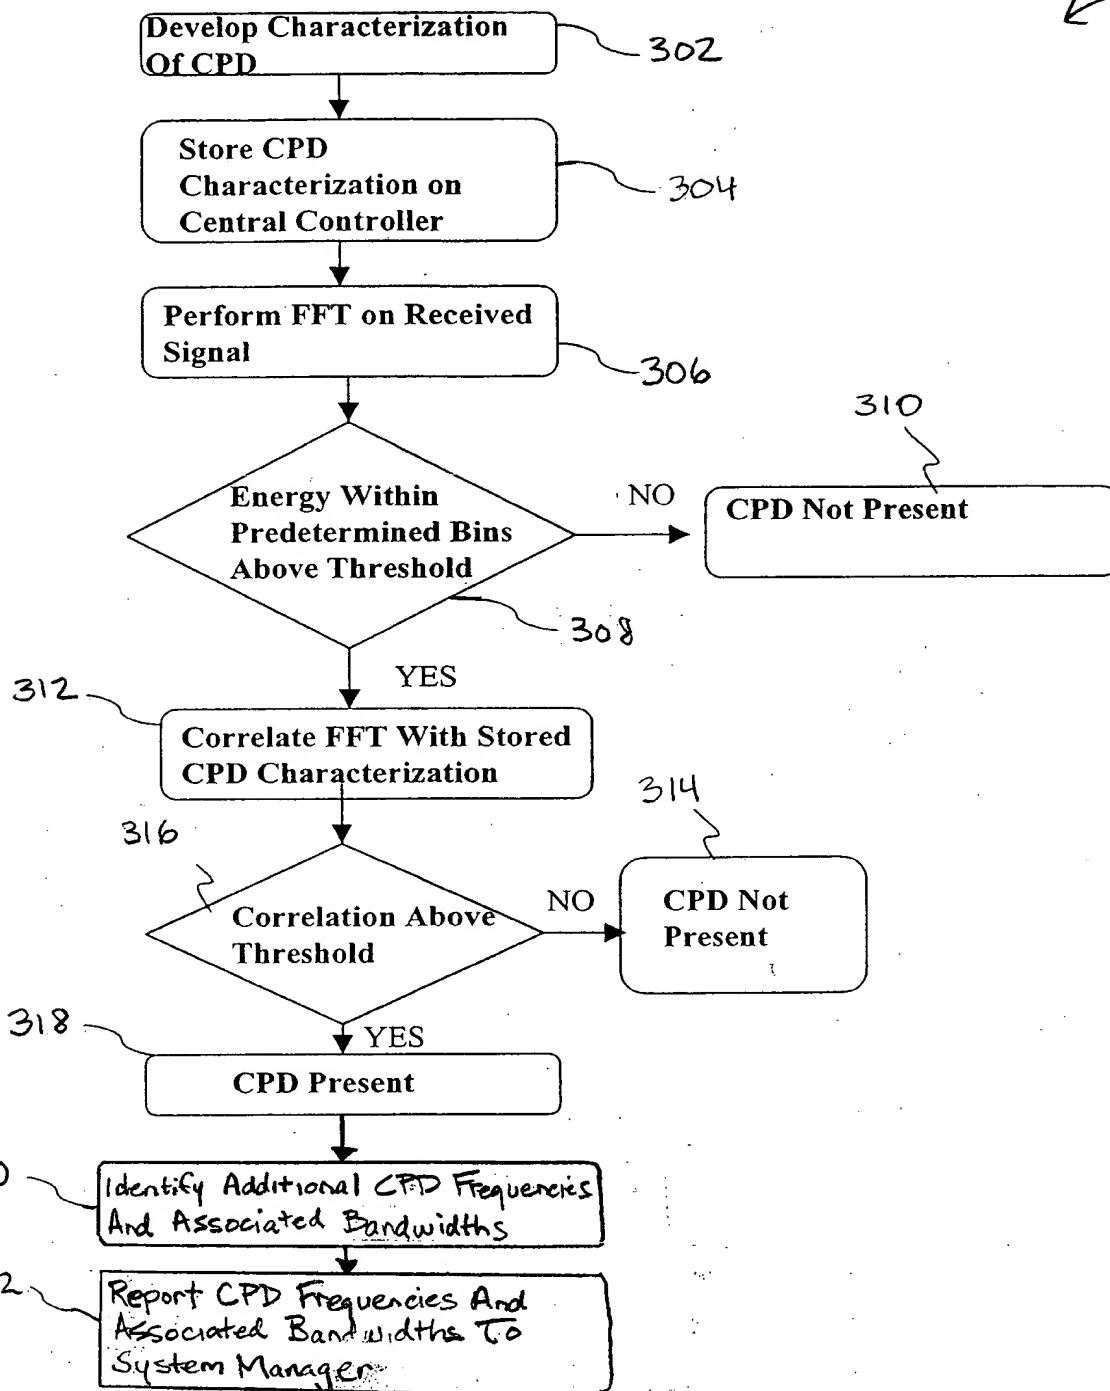 Develop Characterization
Of CPD
302
Store CPD
Characterization on
Central Controller
304
Perform FFT on Received
Signal
306
310
Energy Within
Predetermined Bins
Above Threshold
NO
CPD Not Present
308
YES
312
Correlate FFT With Stored
CPD Characterization
314
316
Correlation Above
Threshold
NO
CPD Not
Present
318
YES
CPD Present
0
Identify Additional CPD Frequencies
And Associated Bandwidths
2
Report CPD Frequencies And
Associated Bandwidths To
System Manager